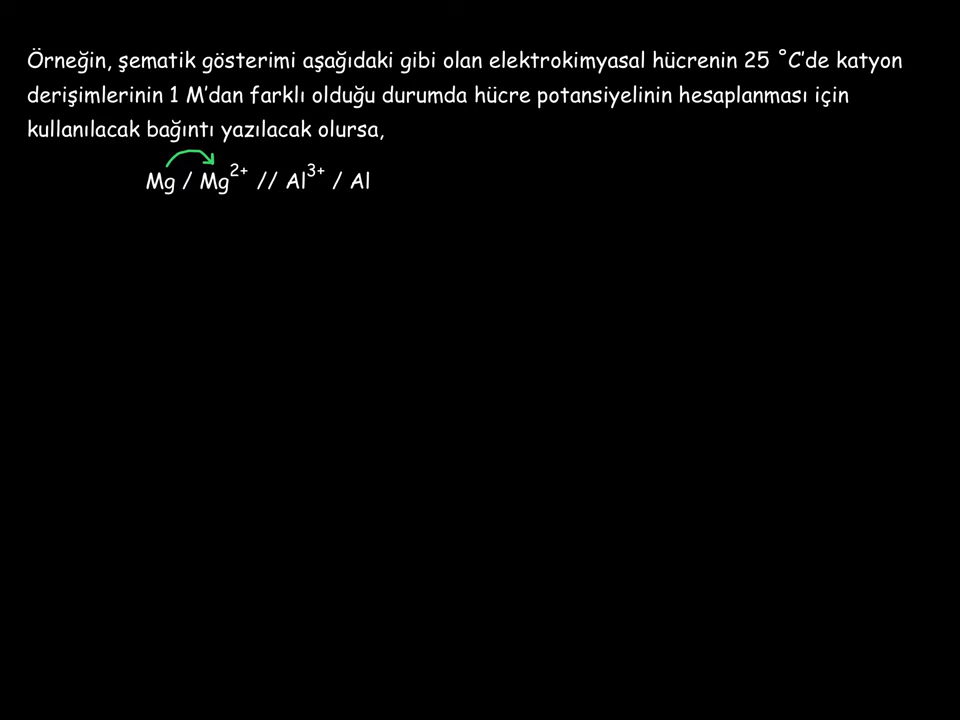 Örneğin, şematik gösterimi aşağıdaki gibi olan elektrokimyasal hücrenin 25 ˚C’de katyon
derişimlerinin 1 M’dan farklı olduğu durumda hücre potansiyelinin hesaplanması için
kullanılacak bağıntı yazılacak olursa,
Mg / Mg²⁺ // Al³⁺ / Al